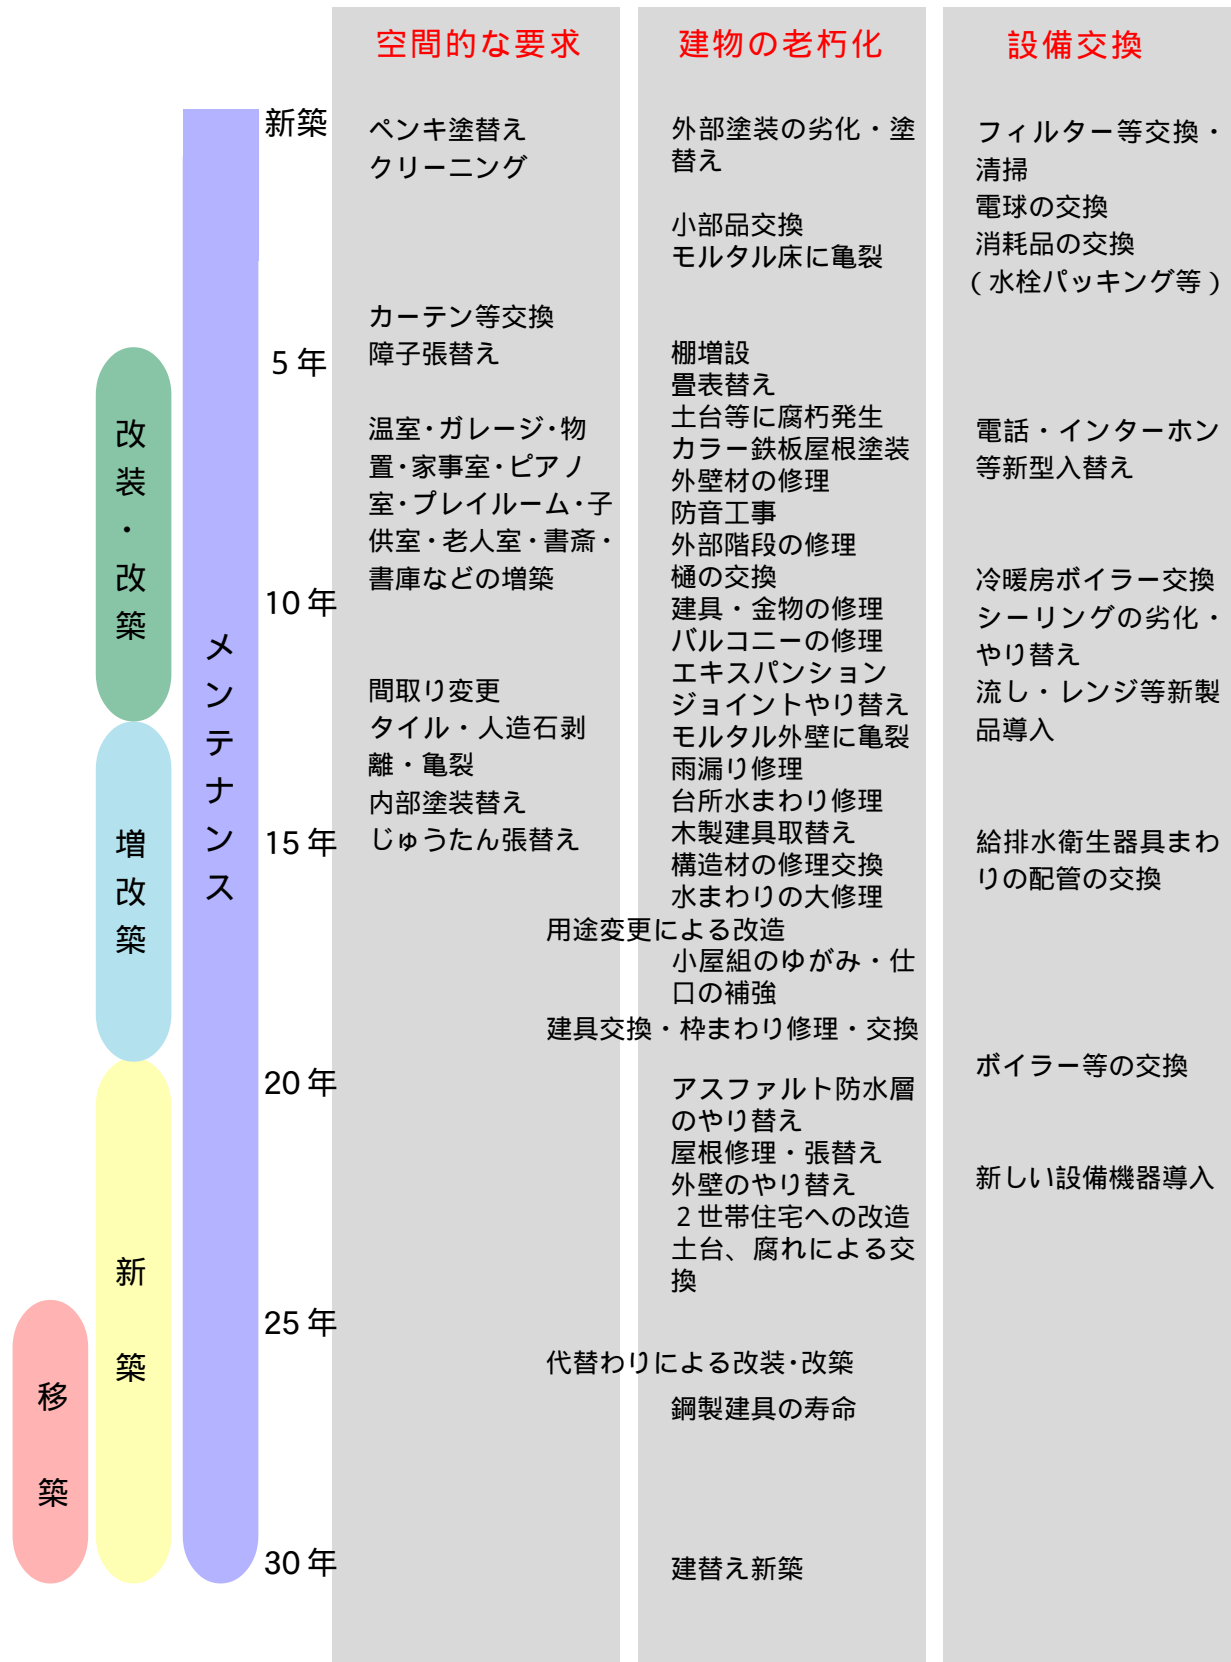 空間的な要求
建物の老朽化
設備交換
改装・改築
増改築
新築
移築
メンテナンス
新築
5年
10年
15年
20年
25年
30年
ペンキ塗替え
クリーニング
カーテン等交換
障子張替え
温室・ガレージ・物
置・家事室・ピアノ
室・プレイルーム・子
供室・老人室・書斎・
書庫などの増築
間取り変更
タイル・人造石剥
離・亀裂
内部塗装替え
じゅうたん張替え
外部塗装の劣化・塗
替え
小部品交換
モルタル床に亀裂
棚増設
畳表替え
土台等に腐朽発生
カラー鉄板屋根塗装
外壁材の修理
防音工事
外部階段の修理
樋の交換
建具・金物の修理
バルコニーの修理
エキスパンション
ジョイントやり替え
モルタル外壁に亀裂
雨漏り修理
台所水まわり修理
木製建具取替え
構造材の修理交換
水まわりの大修理
用途変更による改造
小屋組のゆがみ・仕
口の補強
建具交換・枠まわり修理・交換
アスファルト防水層
のやり替え
屋根修理・張替え
外壁のやり替え
2世帯住宅への改造
土台、腐れによる交
換
代替わりによる改装・改築
鋼製建具の寿命
建替え新築
フィルター等交換・
清掃
電球の交換
消耗品の交換
(水栓パッキング等)
電話・インターホン
等新型入替え
冷暖房ボイラー交換
シーリングの劣化・
やり替え
流し・レンジ等新製
品導入
給排水衛生器具まわ
りの配管の交換
ボイラー等の交換
新しい設備機器導入